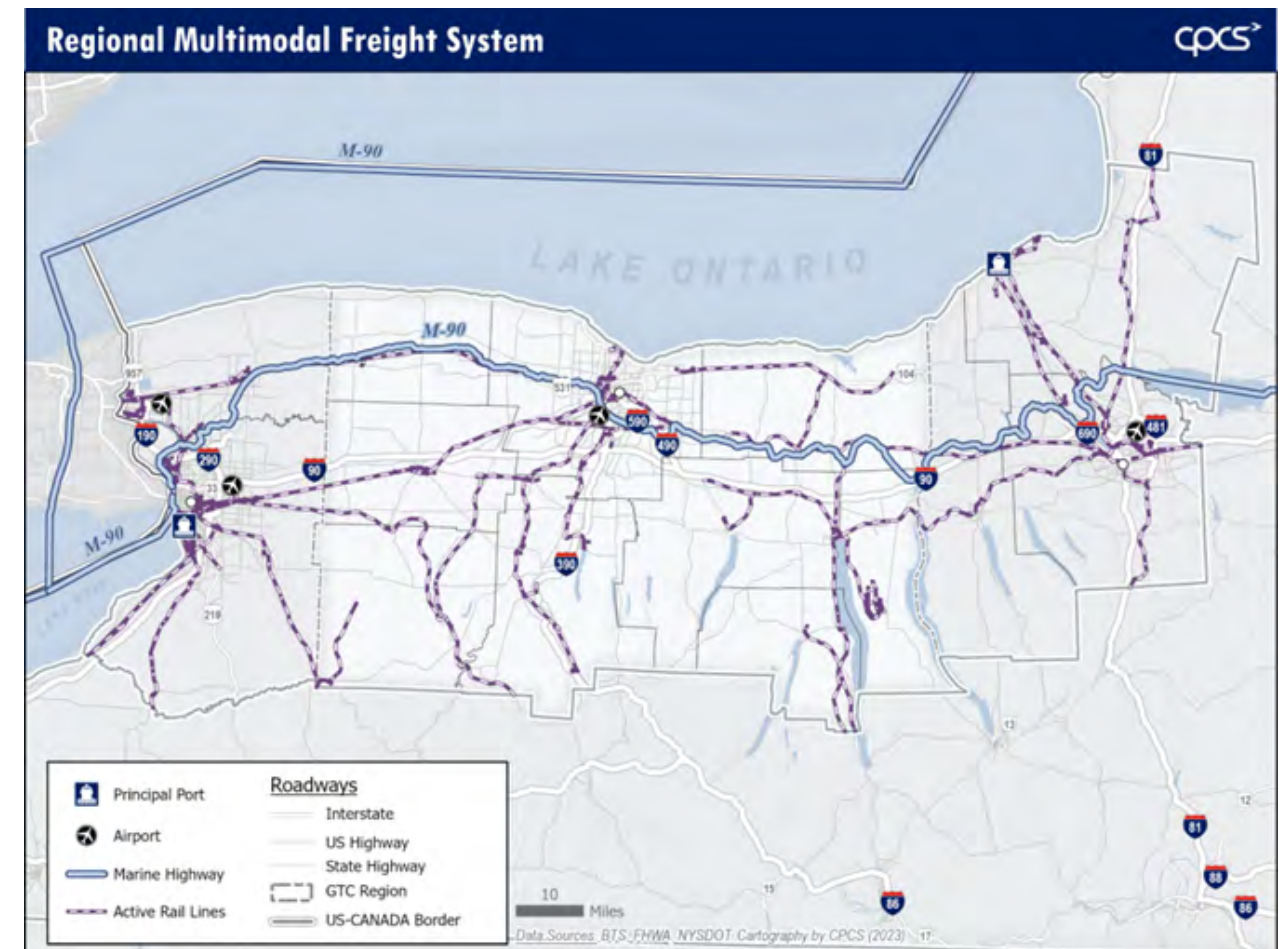 Regional Multimodal Freight System
cpcs
M-90
81
LAKE ONTARIO
M-90
957
531
104
190
290
590
490
690
481
33
90
90
M-90
390
219
13
12
81
88
86
86
15
17
Principal Port
Airport
Marine Highway
Active Rail Lines
Roadways
Interstate
US Highway
State Highway
GTC Region
US-CANADA Border
10
Miles
Data Sources: BTS, FHWA, NYSDOT. Cartography by CPCS (2023)